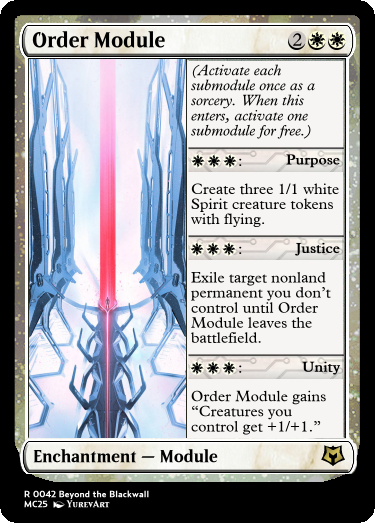 Order Module 2
(Activate each
submodule once as a
sorcery. When this
enters, activate one
submodule for free.)
: Purpose
Create three 1/1 white
Spirit creature tokens
with flying.
: Justice
Exile target nonland
permanent you don’t
control until Order
Module leaves the
battlefield.
: Unity
Order Module gains
“Creatures you
control get +1/+1.”
Enchantment — Module
R 0042 Beyond the Blackwall
MC25 YurevArt